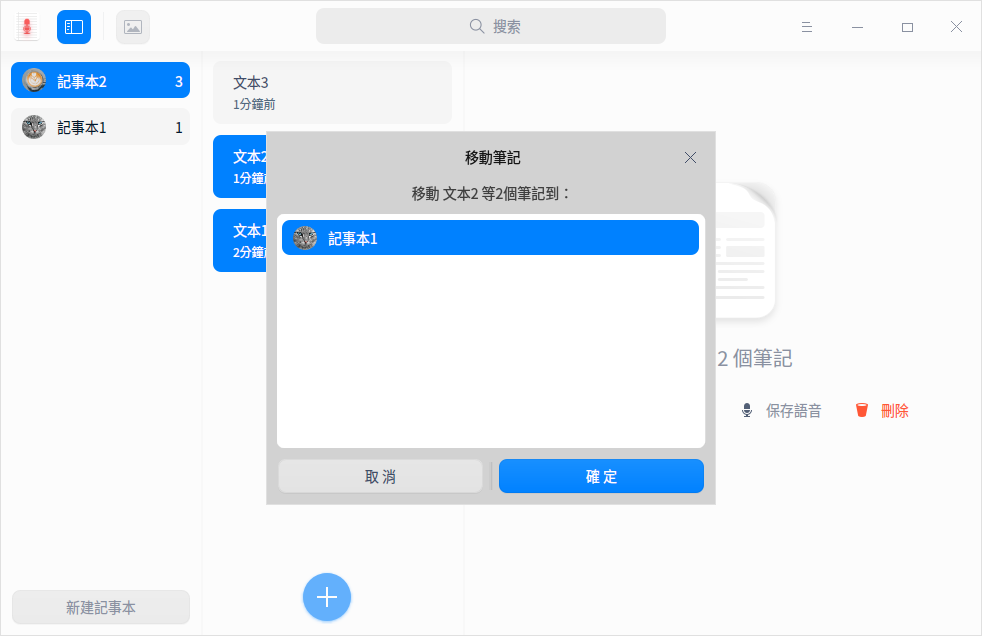 搜索
記事本2
3
記事本1
1
文本3
1分鐘前
文本2
1分鐘
文本1
2分鐘
移動筆記
移動 文本2 等2個筆記到：
記事本1
取 消
確 定
2 個筆記
保存語音
刪除
新建記事本